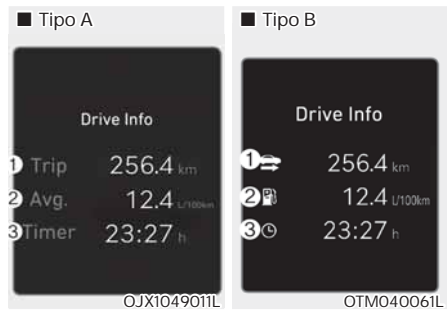 ■ Tipo A
Drive Info
1 Trip 256.4 km
2 Avg. 12.4 L/100km
3 Timer 23:27 h
OJX1049011L
■ Tipo B
Drive Info
1 256.4 km
2 12.4 L/100km
3 23:27 h
OTM040061L